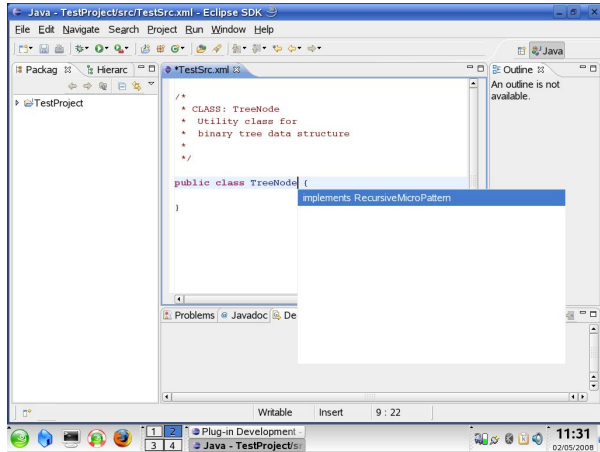 Java - TestProject/src/TestSrc.xml - Eclipse SDK
File Edit Navigate Search Project Run Window Help
Java
Packag
Hierarc
TestProject
*TestSrc.xml
/*
* CLASS: TreeNode
* Utility class for
* binary tree data structure
*
*/
public class TreeNode {
}
implements RecursiveMicroPattern
Outline
An outline is not
available.
Problems @ Javadoc De
Writable Insert 9 : 22
1 2
3 4
Plug-in Development -
Java - TestProject/sr
11:31
02/05/2008